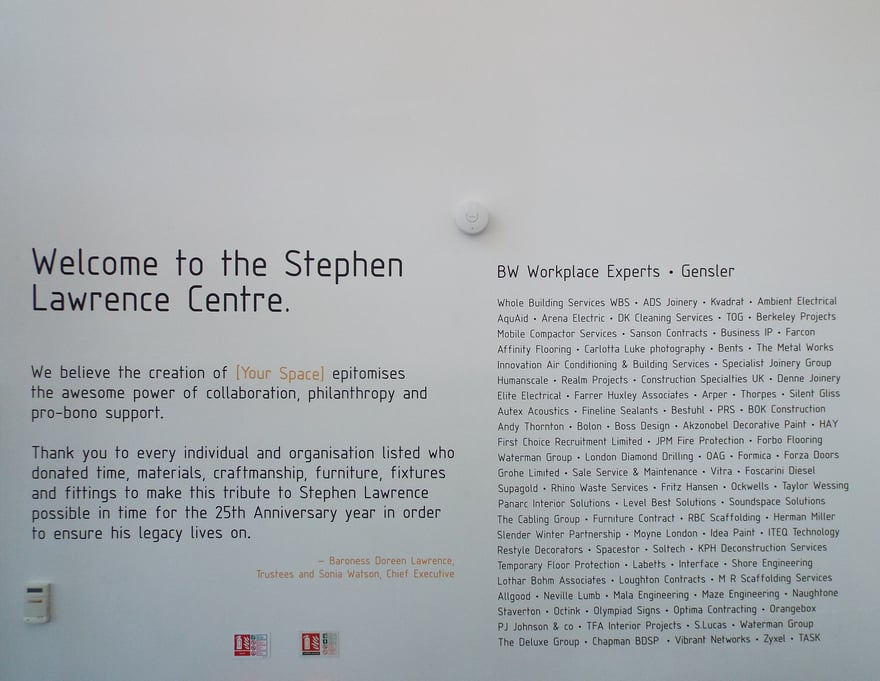 Welcome to the Stephen
Lawrence Centre.
We believe the creation of [Your Space] epitomises
the awesome power of collaboration, philanthropy and
pro-bono support.
Thank you to every individual and organisation listed who
donated time, materials, craftmanship, furniture, fixtures
and fittings to make this tribute to Stephen Lawrence
possible in time for the 25th Anniversary year in order
to ensure his legacy lives on.
– Baroness Doreen Lawrence,
Trustees and Sonia Watson, Chief Executive
BW Workplace Experts • Gensler
Whole Building Services WBS • ADS Joinery • Kvadrat • Ambient Electrical
AquAid • Arena Electric • DK Cleaning Services • TOG • Berkeley Projects
Mobile Compactor Services • Sanson Contracts • Business IP • Farcon
Affinity Flooring • Carlotta Luke photography • Bents • The Metal Works
Innovation Air Conditioning & Building Services • Specialist Joinery Group
Humanscale • Realm Projects • Construction Specialties UK • Denne Joinery
Elite Electrical • Farrer Huxley Associates • Arper • Thorpes • Silent Gliss
Autex Acoustics • Fineline Sealants • Bestuhl • PRS • BOK Construction
Andy Thornton • Bolon • Boss Design • Akzonobel Decorative Paint • HAY
First Choice Recruitment Limited • JPM Fire Protection • Forbo Flooring
Waterman Group • London Diamond Drilling • OAG • Formica • Forza Doors
Grohe Limited • Sale Service & Maintenance • Vitra • Foscarini Diesel
Supagold • Rhino Waste Services • Fritz Hansen • Ockwells • Taylor Wessing
Panarc Interior Solutions • Level Best Solutions • Soundspace Solutions
The Cabling Group • Furniture Contract • RBC Scaffolding • Herman Miller
Slender Winter Partnership • Moyne London • Idea Paint • ITEQ Technology
Restyle Decorators • Spacestor • Soltech • KPH Deconstruction Services
Temporary Floor Protection • Labetts • Interface • Shore Engineering
Lothar Bohm Associates • Loughton Contracts • M R Scaffolding Services
Allgood • Neville Lumb • Mala Engineering • Maze Engineering • Naughtone
Staverton • Octink • Olympiad Signs • Optima Contracting • Orangebox
PJ Johnson & co • TFA Interior Projects • S.Lucas • Waterman Group
The Deluxe Group • Chapman BDSP • Vibrant Networks • Zyxel • TASK